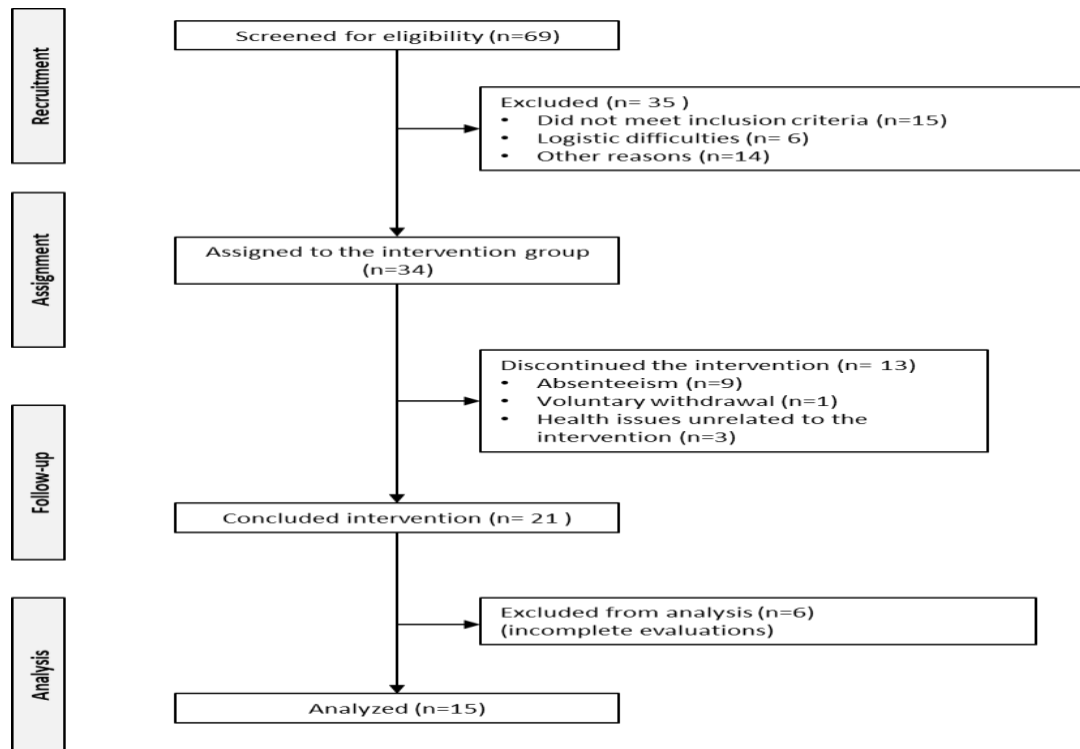 Recruitment
Screened for eligibility (n=69)
Excluded (n= 35 )
• Did not meet inclusion criteria (n=15)
• Logistic difficulties (n= 6)
• Other reasons (n=14)
Assignment
Assigned to the intervention group
(n=34)
Discontinued the intervention (n= 13)
• Absenteeism (n=9)
• Voluntary withdrawal (n=1)
• Health issues unrelated to the
intervention (n=3)
Follow-up
Concluded intervention (n= 21 )
Excluded from analysis (n=6)
(incomplete evaluations)
Analysis
Analyzed (n=15)